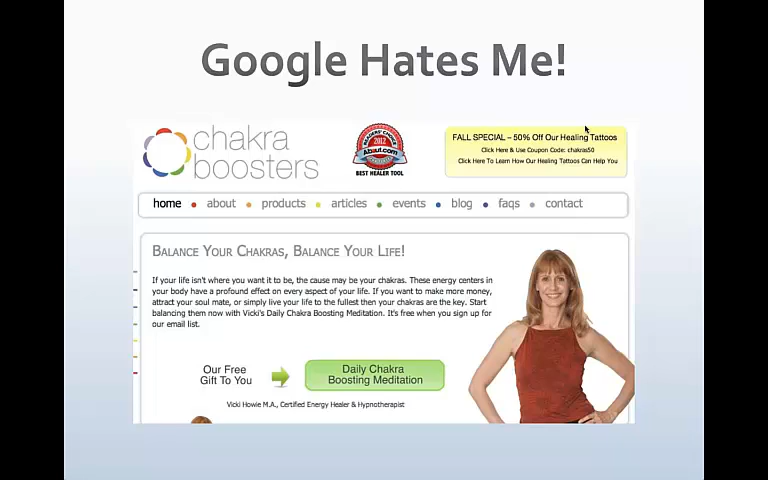 Google Hates Me!
chakra
boosters
READERS' CHOICE
2012
About.com
BEST HEALER TOOL
FALL SPECIAL – 50% Off Our Healing Tattoos
Click Here & Use Coupon Code: chakras50
Click Here To Learn How Our Healing Tattoos Can Help You
home about products articles events blog faqs contact
Balance Your Chakras, Balance Your Life!
If your life isn't where you want it to be, the cause may be your chakras. These energy centers in
your body have a profound effect on every aspect of your life. If you want to make more money,
attract your soul mate, or simply live your life to the fullest then your chakras are the key. Start
balancing them now with Vicki's Daily Chakra Boosting Meditation. It's free when you sign up for
our email list.
Our Free
Gift To You
Daily Chakra
Boosting Meditation
Vicki Howie M.A., Certified Energy Healer & Hypnotherapist